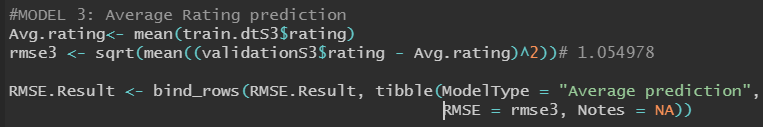 #MODEL 3: Average Rating prediction
Avg.rating<- mean(train.dtS3$rating)
rmse3 <- sqrt(mean((validationS3$rating - Avg.rating)^2))# 1.054978
RMSE.Result <- bind_rows(RMSE.Result, tibble(ModelType = "Average prediction",
RMSE = rmse3, Notes = NA))